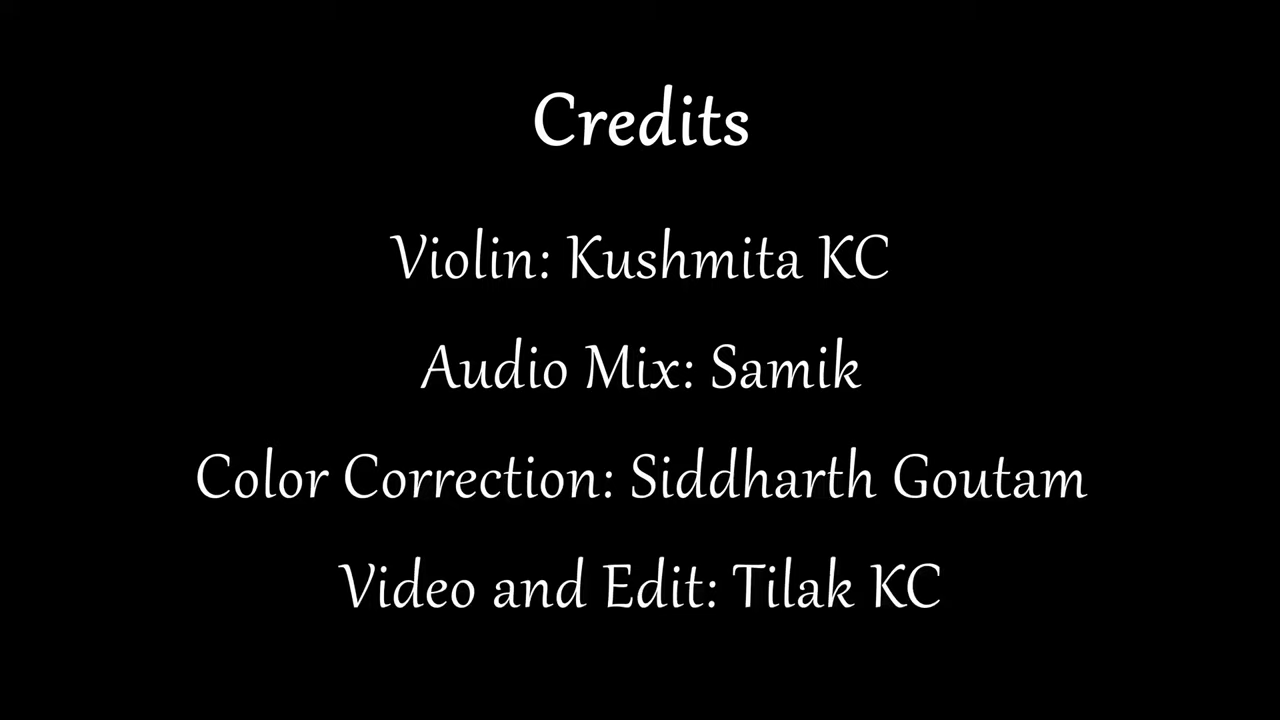 Credits
Violin: Kushmita KC
Audio Mix: Samik
Color Correction: Siddharth Goutam
Video and Edit: Tilak KC